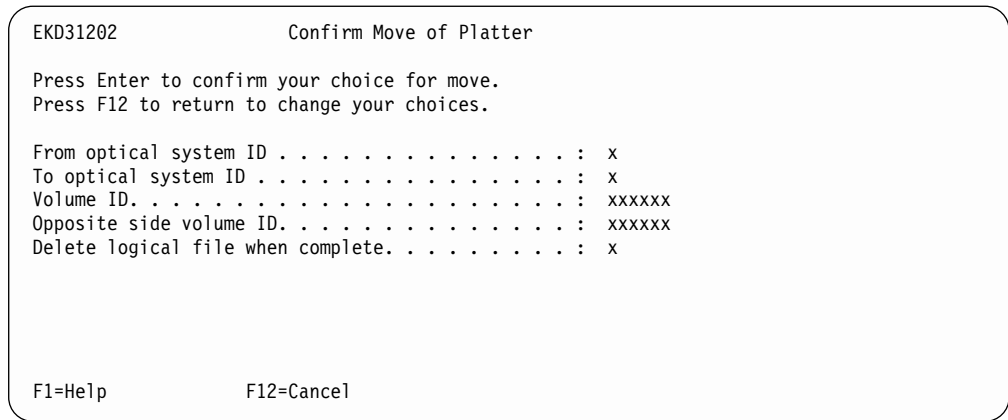 EKD31202 Confirm Move of Platter
Press Enter to confirm your choice for move.
Press F12 to return to change your choices.
From optical system ID . . . . . . . . . . . . . . : x
To optical system ID . . . . . . . . . . . . . . . : x
Volume ID. . . . . . . . . . . . . . . . . . . . . : xxxxxx
Opposite side volume ID. . . . . . . . . . . . . . : xxxxxx
Delete logical file when complete. . . . . . . . . : x
F1=Help F12=Cancel